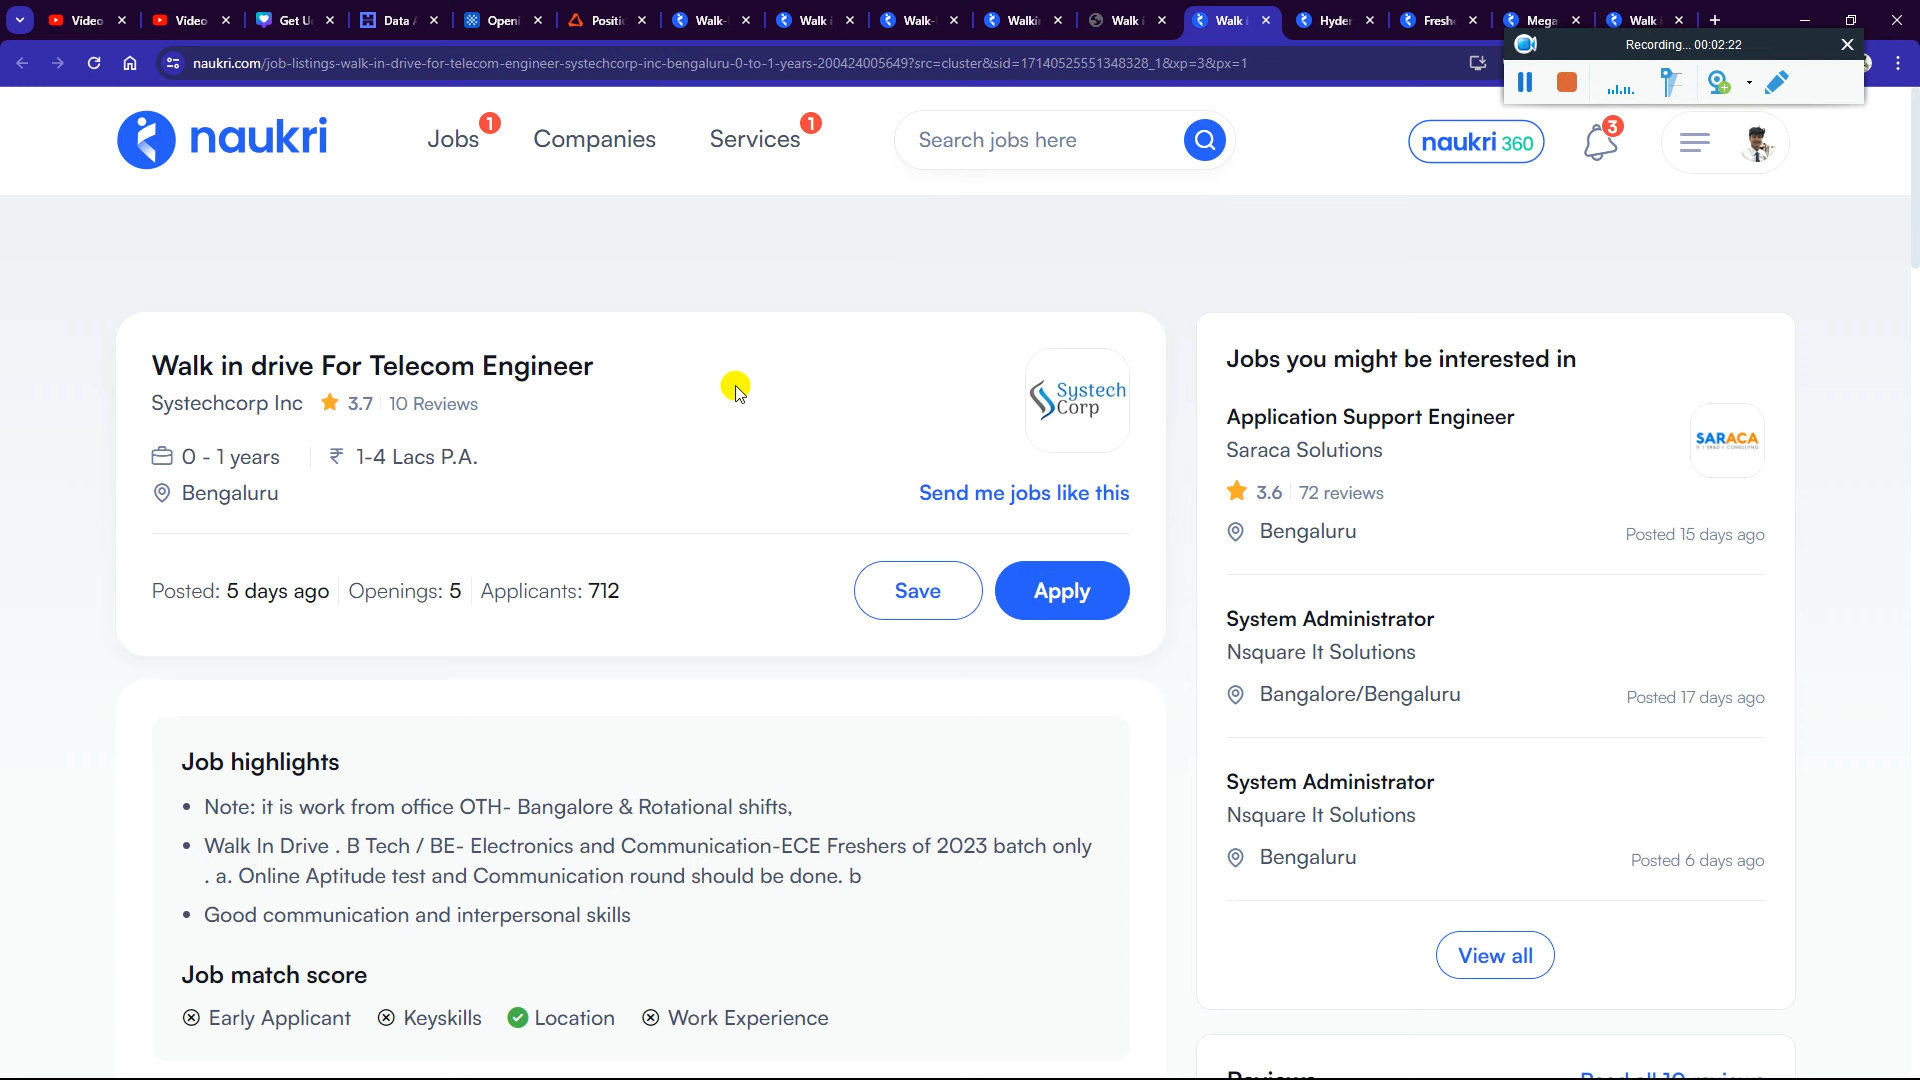 Video
Video
Get U
Data A
Openi
Positi
Walk-
Walk i
Walk-
Walki
Walk i
Walk i
Hyder
Fresh
Mega
Walk i
Recording... 00:02:22
naukri.com/job-listings-walk-in-drive-for-telecom-engineer-systechcorp-inc-bengaluru-0-to-1-years-200424005649?src=cluster&sid=17140525551348328_1&xp=3&px=1
naukri
Jobs 1
Companies
Services 1
Search jobs here
naukri 360
3
Walk in drive For Telecom Engineer
Systechcorp Inc 3.7 10 Reviews
Systech
Corp
0 - 1 years ₹ 1-4 Lacs P.A.
Bengaluru
Send me jobs like this
Posted: 5 days ago Openings: 5 Applicants: 712
Save
Apply
Job highlights
• Note: it is work from office OTH- Bangalore & Rotational shifts,
• Walk In Drive . B Tech / BE- Electronics and Communication-ECE Freshers of 2023 batch only
. a. Online Aptitude test and Communication round should be done. b
• Good communication and interpersonal skills
Job match score
Early Applicant Keyskills Location Work Experience
Jobs you might be interested in
Application Support Engineer
Saraca Solutions
SARACA
3.6 72 reviews
Bengaluru
Posted 15 days ago
System Administrator
Nsquare It Solutions
Bangalore/Bengaluru
Posted 17 days ago
System Administrator
Nsquare It Solutions
Bengaluru
Posted 6 days ago
View all
Reviews
Read all 10 reviews